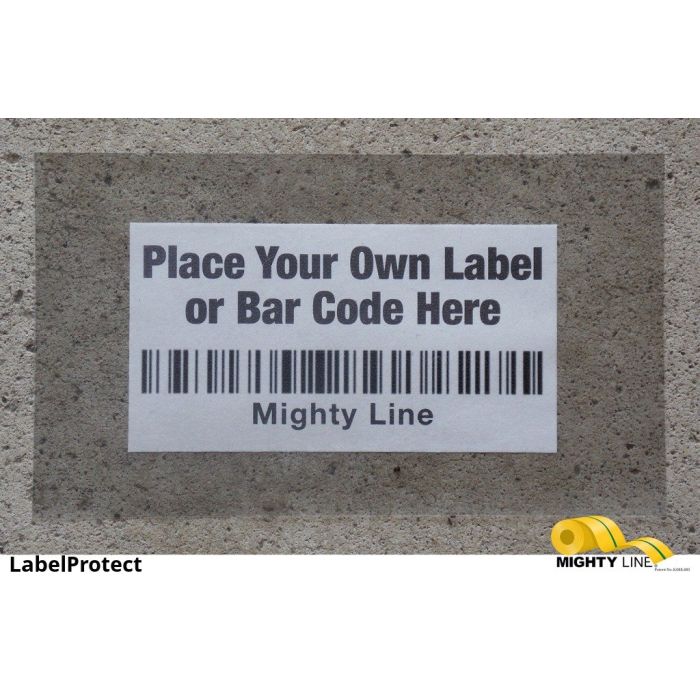 Place Your Own Label
or Bar Code Here
Mighty Line
LabelProtect
MIGHTY LINE